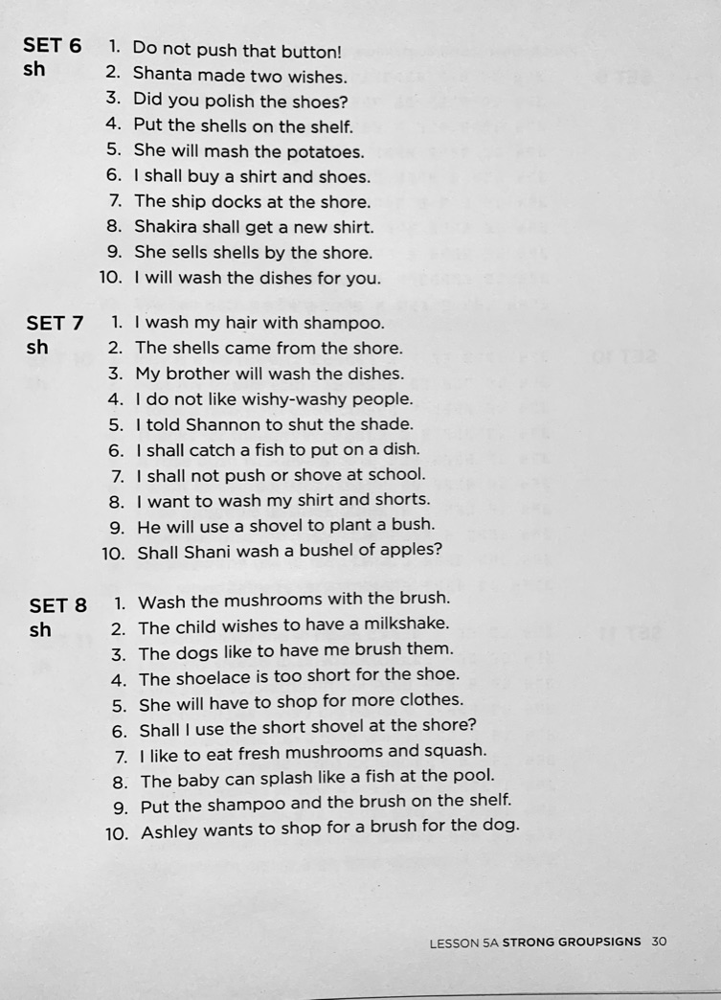 SET 6 1. Do not push that button!
sh 2. Shanta made two wishes.
3. Did you polish the shoes?
4. Put the shells on the shelf.
5. She will mash the potatoes.
6. I shall buy a shirt and shoes.
7. The ship docks at the shore.
8. Shakira shall get a new shirt.
9. She sells shells by the shore.
10. I will wash the dishes for you.
SET 7 1. I wash my hair with shampoo.
sh 2. The shells came from the shore.
3. My brother will wash the dishes.
4. I do not like wishy-washy people.
5. I told Shannon to shut the shade.
6. I shall catch a fish to put on a dish.
7. I shall not push or shove at school.
8. I want to wash my shirt and shorts.
9. He will use a shovel to plant a bush.
10. Shall Shani wash a bushel of apples?
SET 8 1. Wash the mushrooms with the brush.
sh 2. The child wishes to have a milkshake.
3. The dogs like to have me brush them.
4. The shoelace is too short for the shoe.
5. She will have to shop for more clothes.
6. Shall I use the short shovel at the shore?
7. I like to eat fresh mushrooms and squash.
8. The baby can splash like a fish at the pool.
9. Put the shampoo and the brush on the shelf.
10. Ashley wants to shop for a brush for the dog.
LESSON 5A STRONG GROUPSIGNS 30